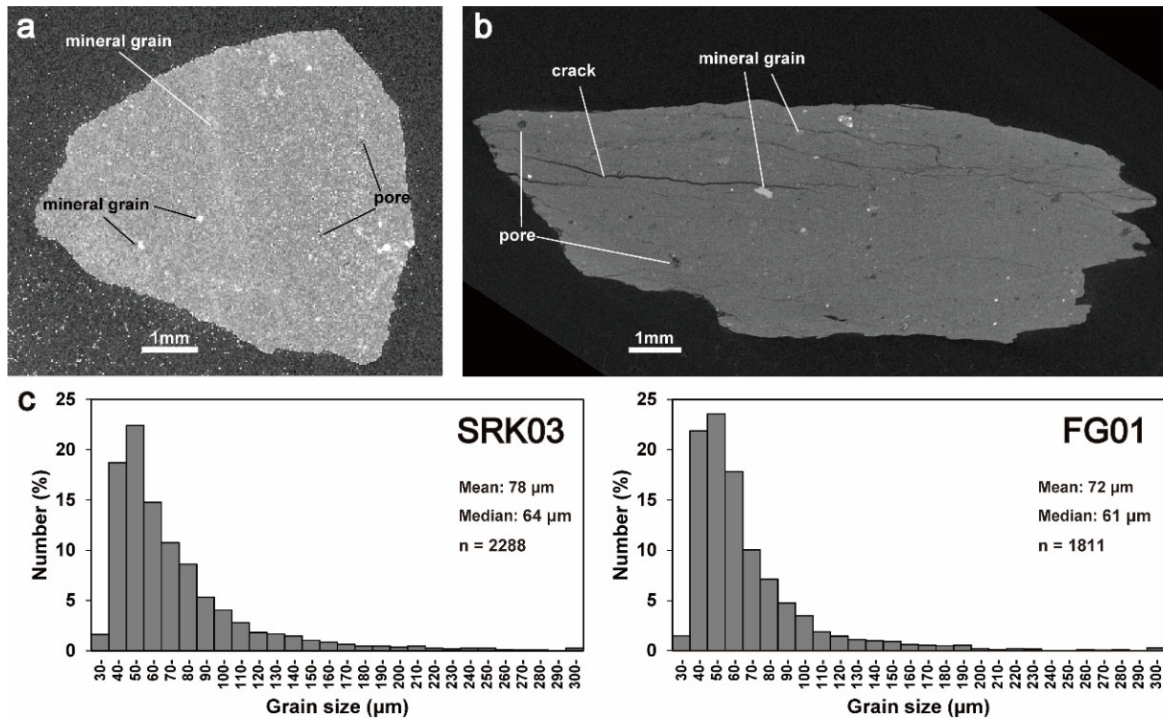 a
mineral grain
mineral grain
pore
1mm
b
crack
mineral grain
pore
1mm
c
25
20
15
10
5
0
Number (%)
SRK03
Mean: 78 µm
Median: 64 µm
n = 2288
30- 40- 50- 60- 70- 80- 90- 100- 110- 120- 130- 140- 150- 160- 170- 180- 190- 200- 210- 220- 230- 240- 250- 260- 270- 280- 290- 300-
Grain size (µm)
25
20
15
10
5
0
Number (%)
FG01
Mean: 72 µm
Median: 61 µm
n = 1811
30- 40- 50- 60- 70- 80- 90- 100- 110- 120- 130- 140- 150- 160- 170- 180- 190- 200- 210- 220- 230- 240- 250- 260- 270- 280- 290- 300-
Grain size (µm)